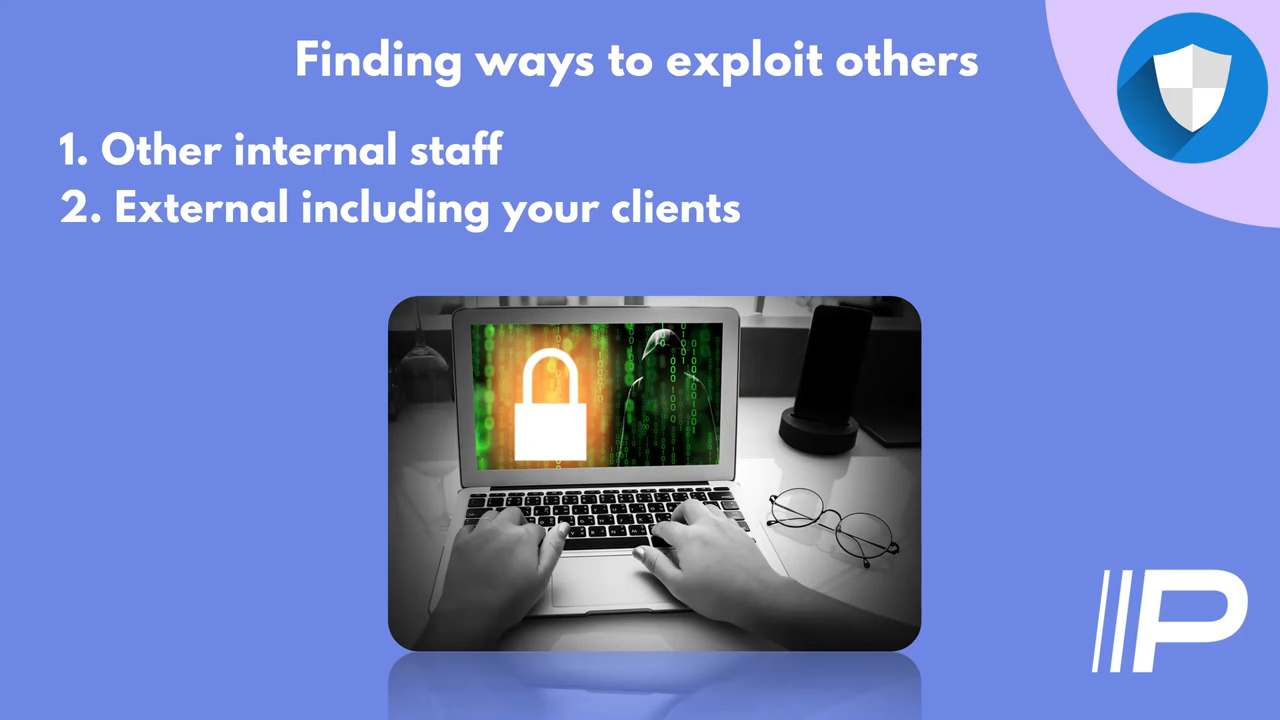 Finding ways to exploit others
1. Other internal staff
2. External including your clients
P